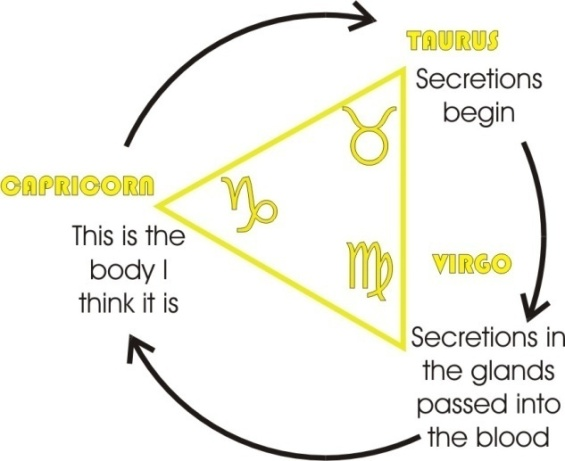 TAURUS
Secretions
begin
CAPRICORN
This is the
body I
think it is
VIRGO
Secretions in
the glands
passed into
the blood